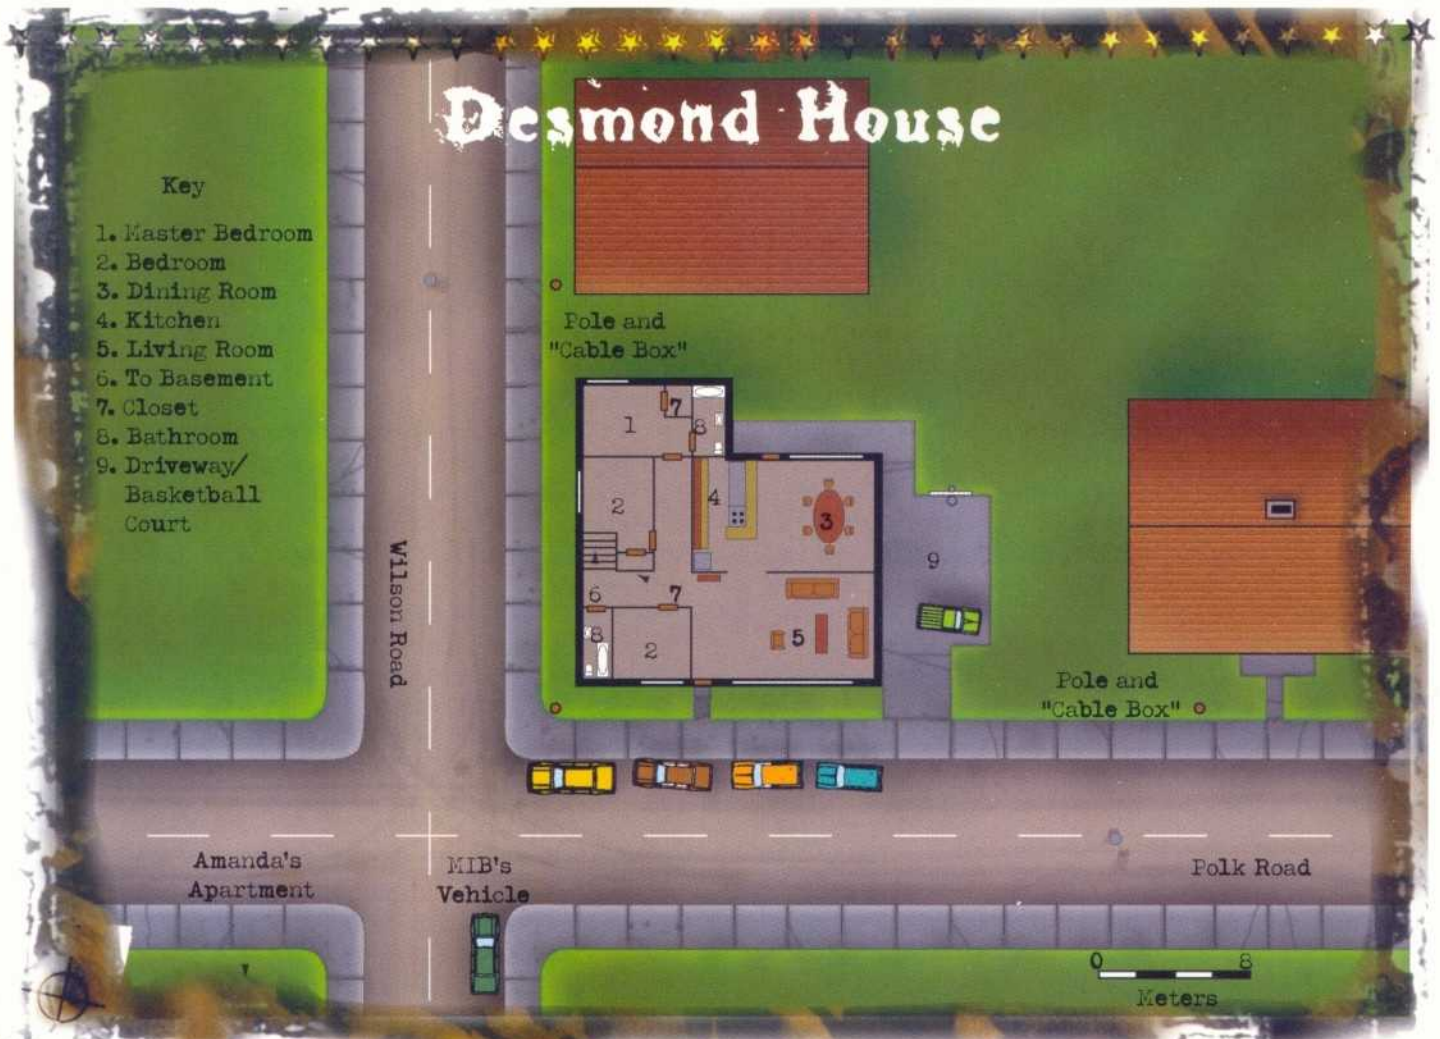 Desmond House
Key
1. Master Bedroom
2. Bedroom
3. Dining Room
4. Kitchen
5. Living Room
6. To Basement
7. Closet
8. Bathroom
9. Driveway/
Basketball
Court
Pole and
"Cable Box"
1
7
8
2
4
3
9
6
7
8
2
5
Wilson Road
Pole and
"Cable Box"
Amanda's
Apartment
MIB's
Vehicle
Polk Road
0 8
Meters